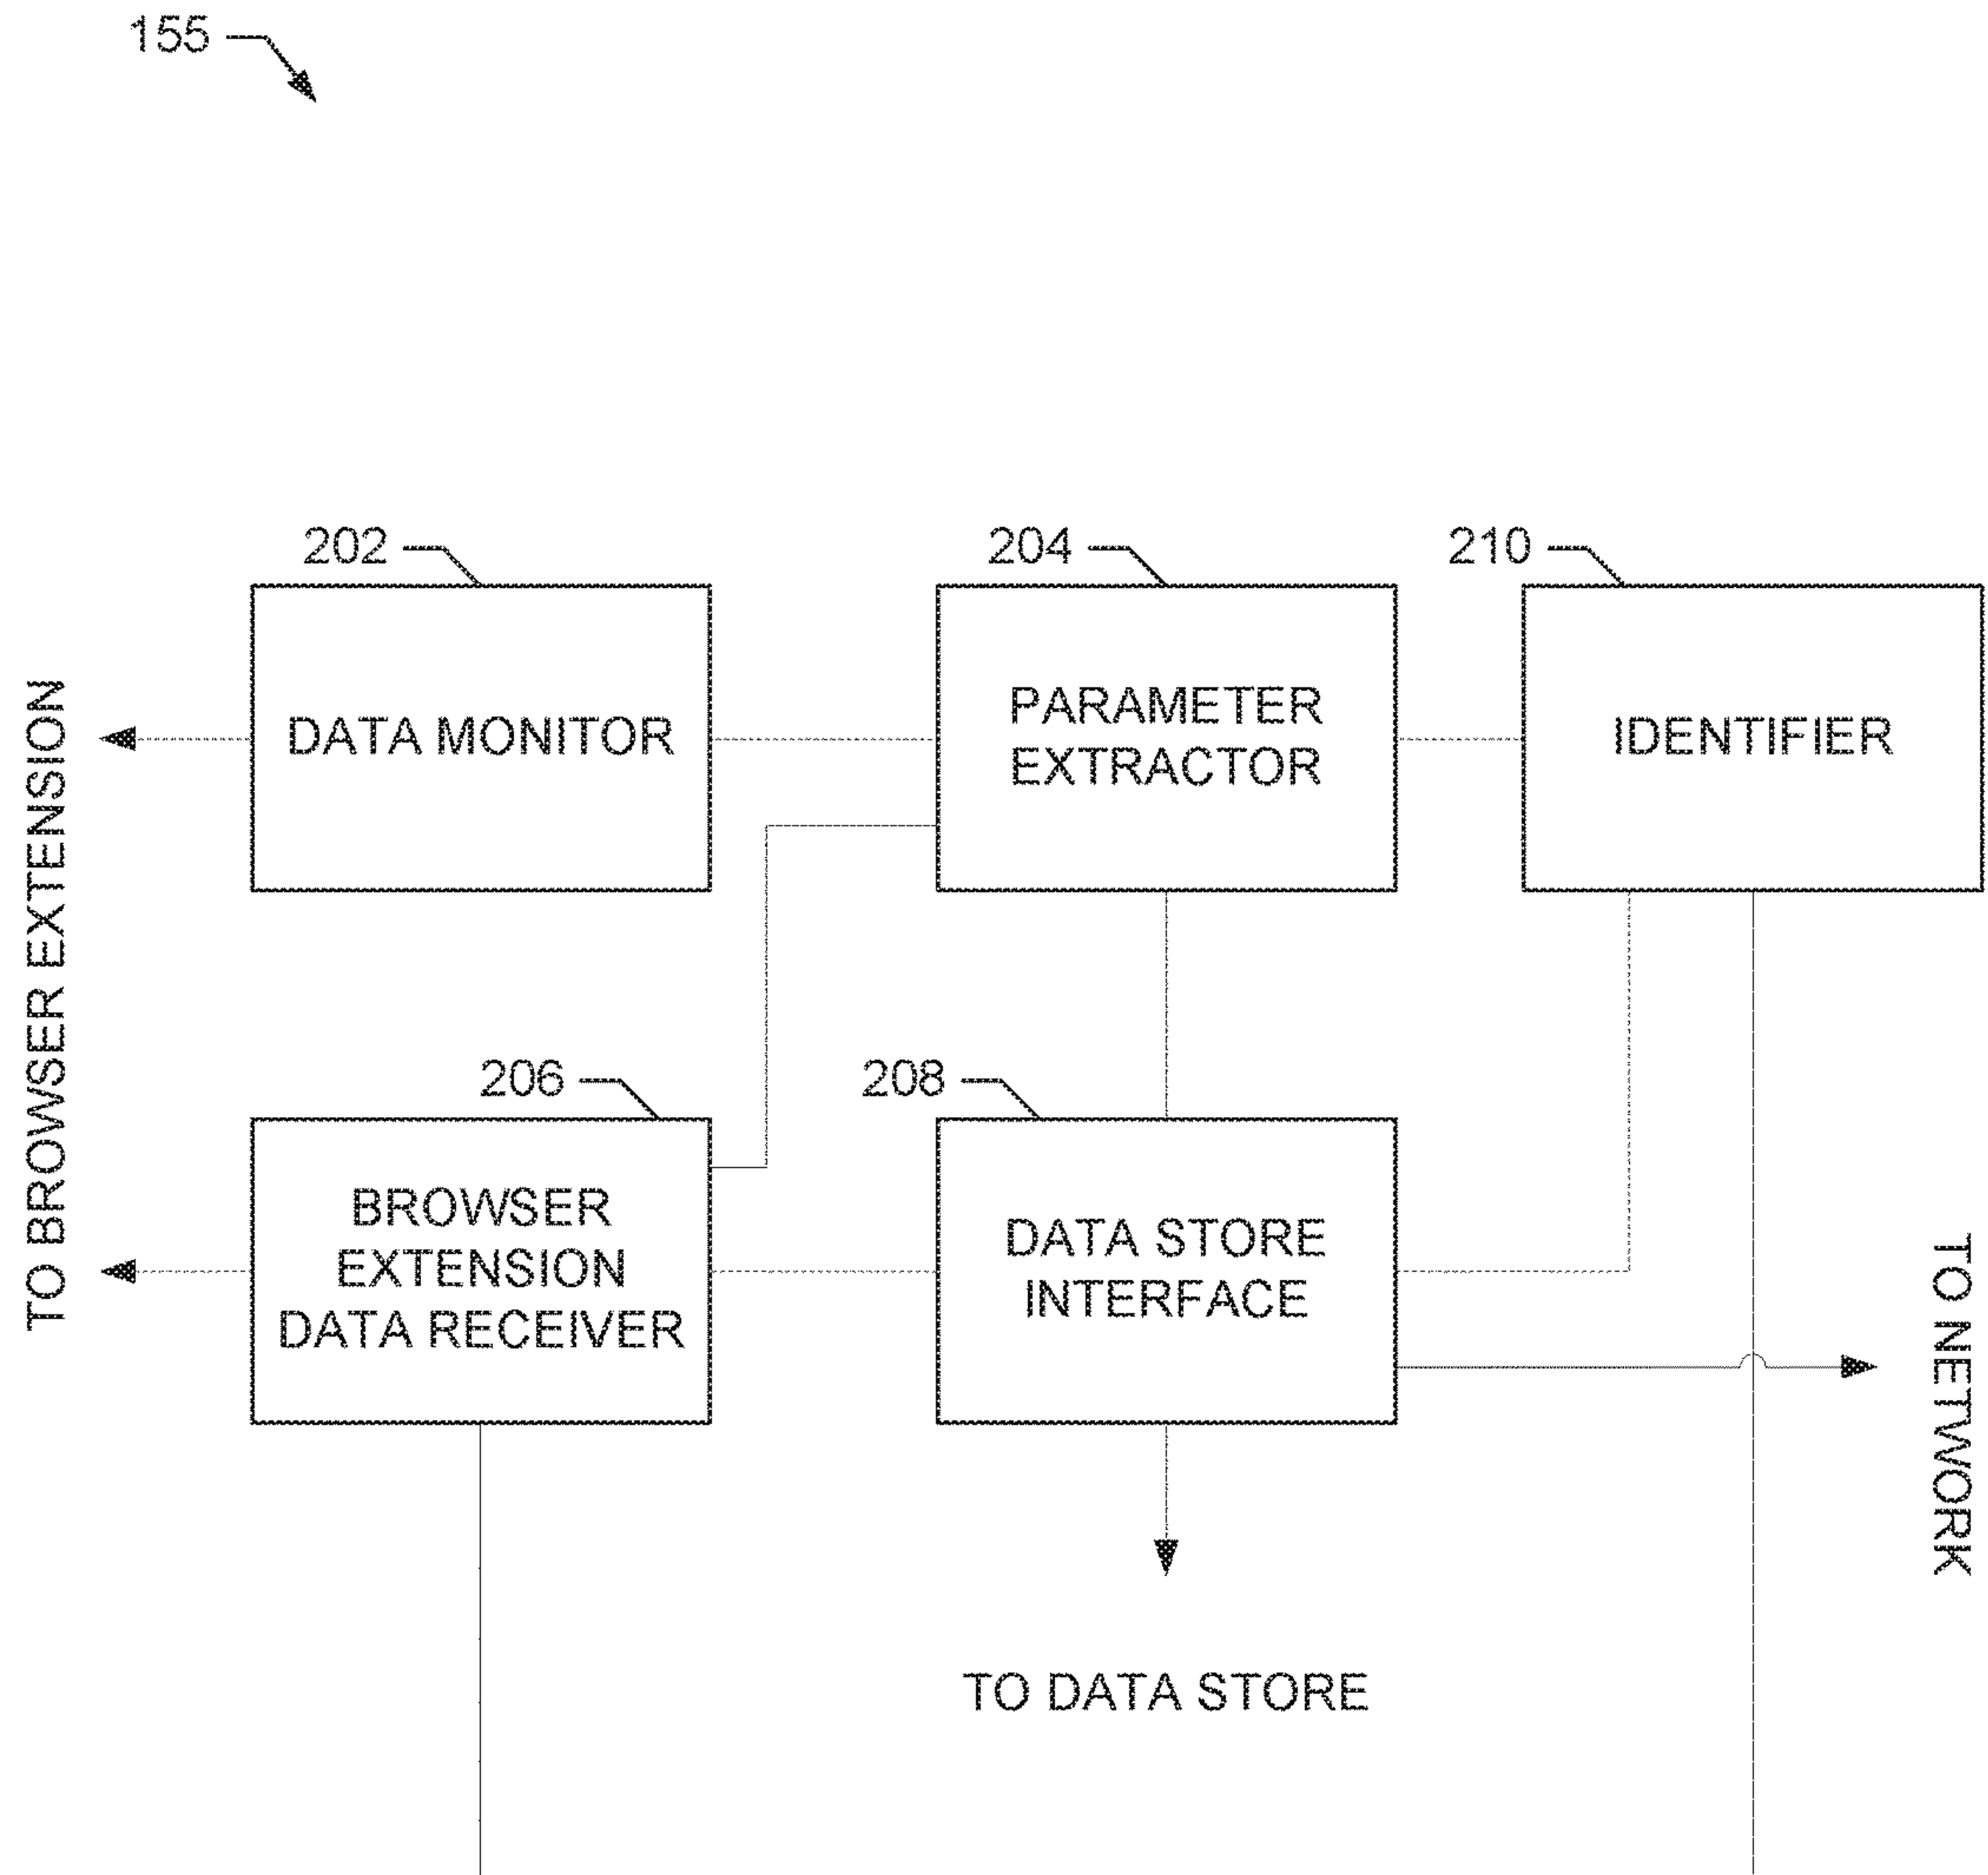 155
202
204
210
DATA MONITOR
PARAMETER
EXTRACTOR
IDENTIFIER
TO BROWSER EXTENSION
206
208
BROWSER
EXTENSION
DATA RECEIVER
DATA STORE
INTERFACE
TO NETWORK
TO DATA STORE